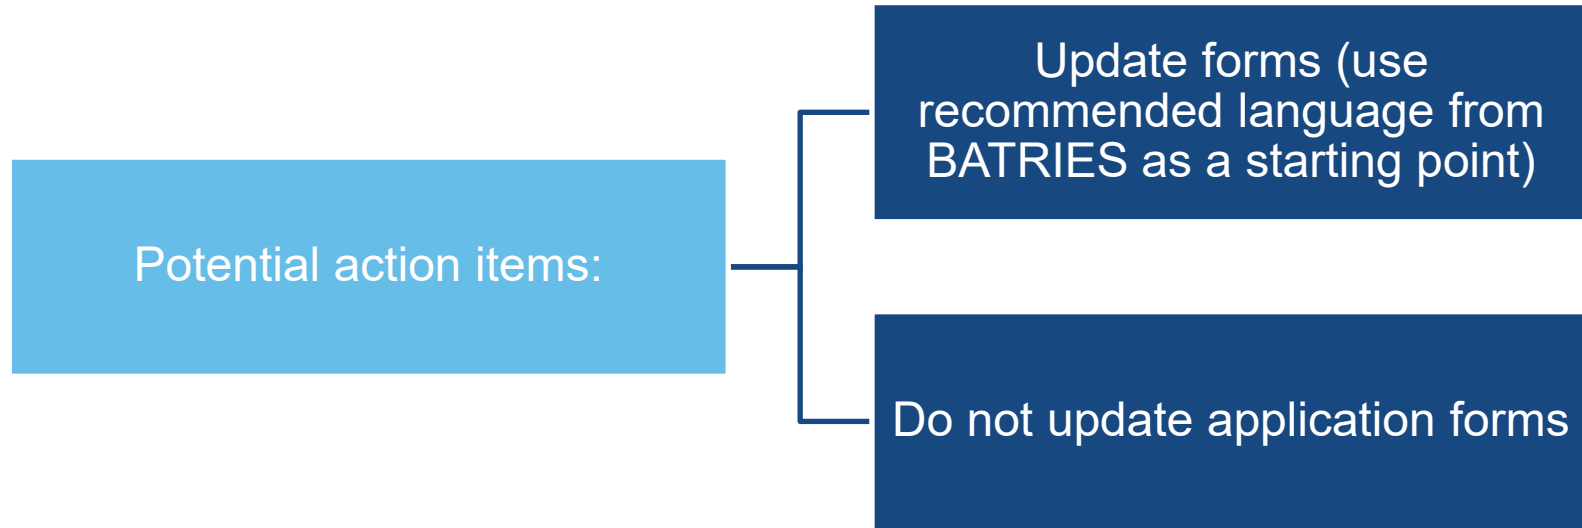 Potential action items:
Update forms (use
recommended language from
BATRIES as a starting point)
Do not update application forms